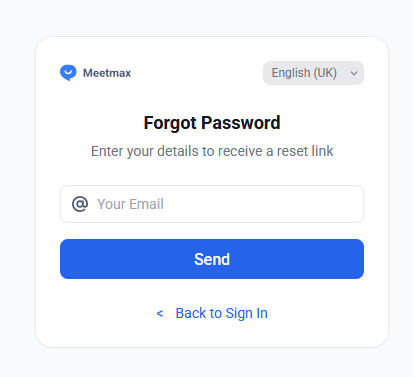 Meetmax
English (UK)
Forgot Password
Enter your details to receive a reset link
@ Your Email
Send
< Back to Sign In